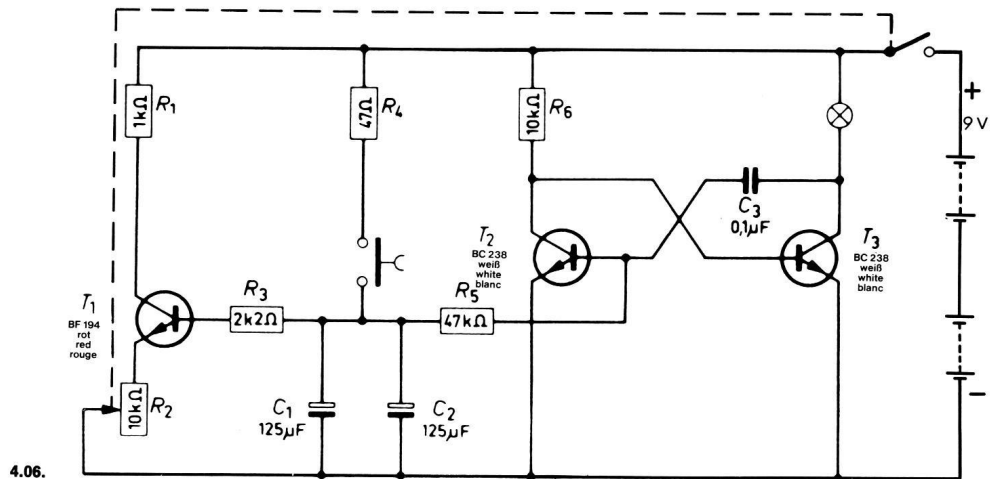 1kΩ
R1
47Ω
R4
10kΩ
R6
+
9 V
C3
0,1µF
T2
BC 238
weiß
white
blanc
T3
BC 238
weiß
white
blanc
T1
BF 194
rot
red
rouge
R3
2k2Ω
R5
47kΩ
10kΩ
R2
C1
125µF
C2
125µF
−
4.06.